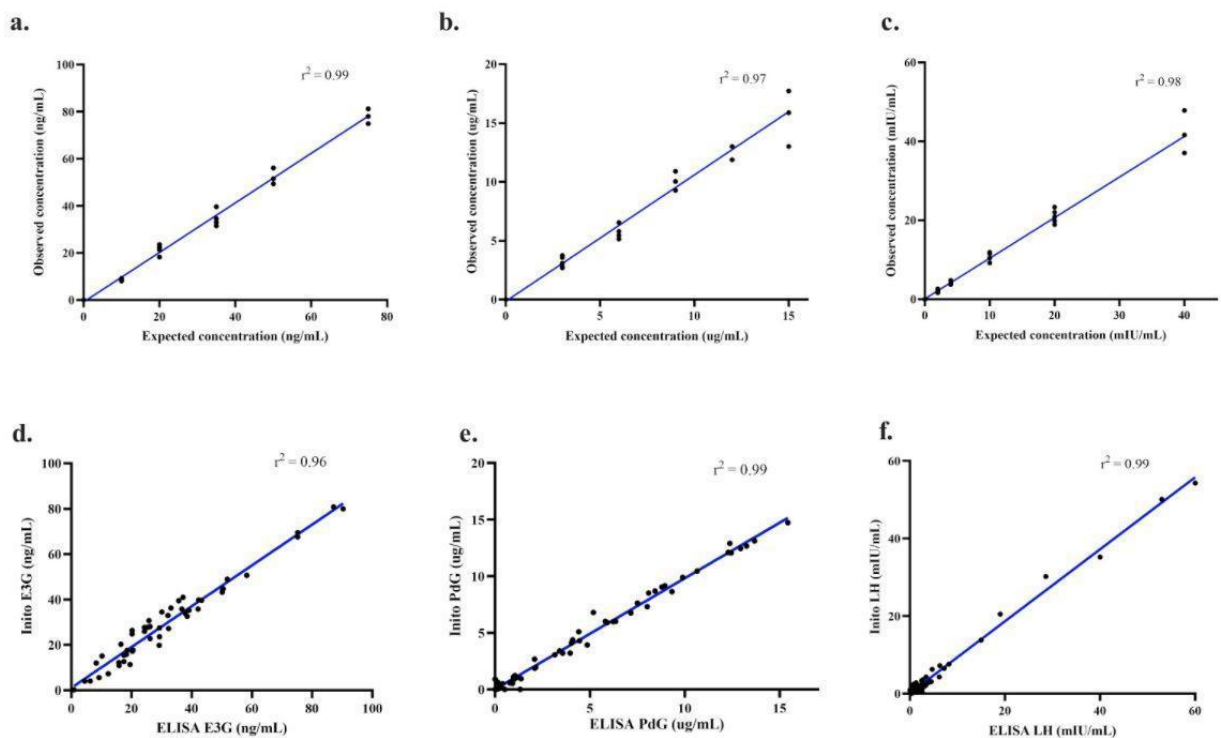 a.
r² = 0.99
Observed concentration (ng/mL)
100
80
60
40
20
0
0 20 40 60 80
Expected concentration (ng/mL)
b.
r² = 0.97
Observed concentration (ug/mL)
20
15
10
5
0
0 5 10 15
Expected concentration (ug/mL)
c.
r² = 0.98
Observed concentration (mIU/mL)
60
40
20
0
0 10 20 30 40
Expected concentration (mIU/mL)
d.
r² = 0.96
Inito E3G (ng/mL)
100
80
60
40
20
0
0 20 40 60 80 100
ELISA E3G (ng/mL)
e.
r² = 0.99
Inito PdG (ug/mL)
20
15
10
5
0
0 5 10 15
ELISA PdG (ug/mL)
f.
r² = 0.99
Inito LH (mIU/mL)
60
40
20
0
0 20 40 60
ELISA LH (mIU/mL)